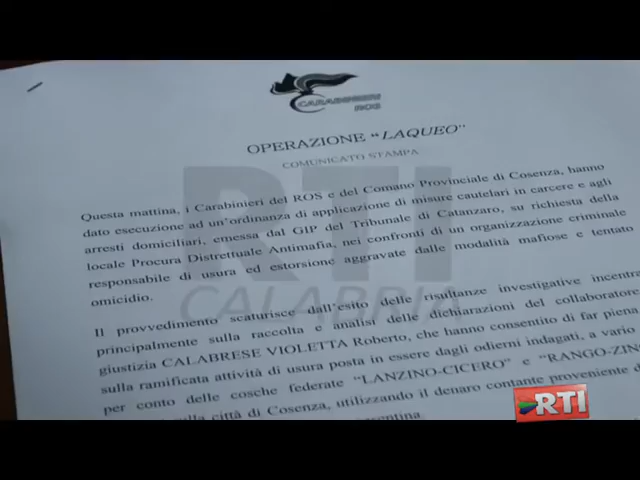 CARABINIERI
ROS
OPERAZIONE "LAQUEO"
COMUNICATO STAMPA
Questa mattina, i Carabinieri del ROS e del Comano Provinciale di Cosenza, hanno
dato esecuzione ad un'ordinanza di applicazione di misure cautelari in carcere e agli
arresti domiciliari, emessa dal GIP del Tribunale di Catanzaro, su richiesta della
locale Procura Distrettuale Antimafia, nei confronti di un organizzazione criminale
responsabile di usura ed estorsione aggravate dalle modalità mafiose e tentato
omicidio.
Il provvedimento scaturisce dall'esito delle risultanze investigative incentr
principalmente sulla raccolta e analisi delle dichiarazioni del collaboratore
giustizia CALABRESE VIOLETTA Roberto, che hanno consentito di far piena
sulla ramificata attività di usura posta in essere dagli odierni indagati, a vario
per conto delle cosche federate "LANZINO-CICERO" e "RANGO-ZIN
sulla città di Cosenza, utilizzando il denaro contante proveniente d
RTI
CALABRIA
RTI